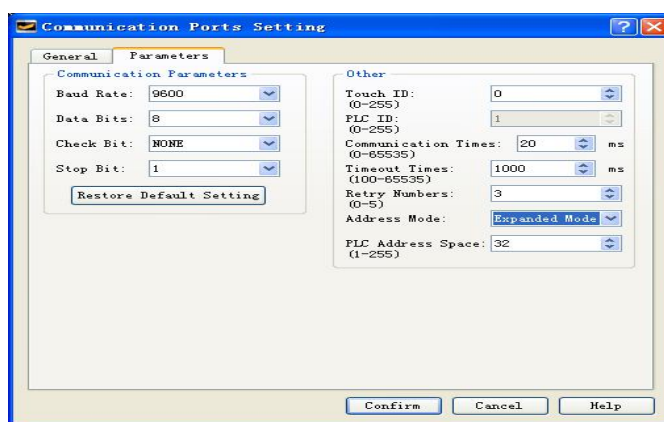 Communication Ports Setting
General Parameters
Communication Parameters
Baud Rate: 9600
Data Bits: 8
Check Bit: NONE
Stop Bit: 1
Restore Default Setting
Other
Touch ID: 0
(0-255)
PLC ID: 1
(0-255)
Communication Times: 20 ms
(0-65535)
Timeout Times: 1000 ms
(100-65535)
Retry Numbers: 3
(0-5)
Address Mode: Expanded Mode
PLC Address Space: 32
(1-255)
Confirm Cancel Help